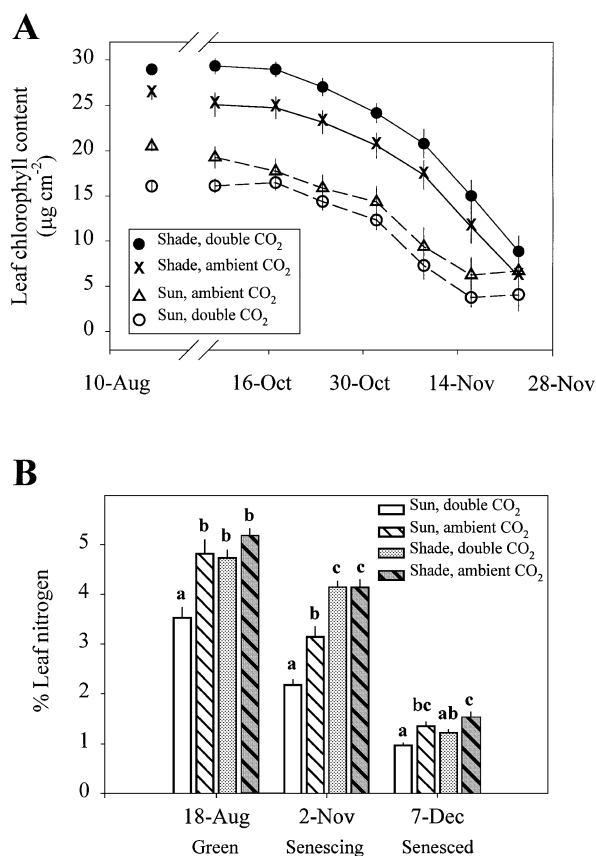 A
Leaf chlorophyll content
(µg cm-2)
30
25
20
15
10
5
0
Shade, double CO2
Shade, ambient CO2
Sun, ambient CO2
Sun, double CO2
10-Aug
16-Oct
30-Oct
14-Nov
28-Nov
B
% Leaf nitrogen
5
4
3
2
1
0
Sun, double CO2
Sun, ambient CO2
Shade, double CO2
Shade, ambient CO2
a b b b
a b c c
a bc ab c
18-Aug
2-Nov
7-Dec
Green
Senescing
Senesced